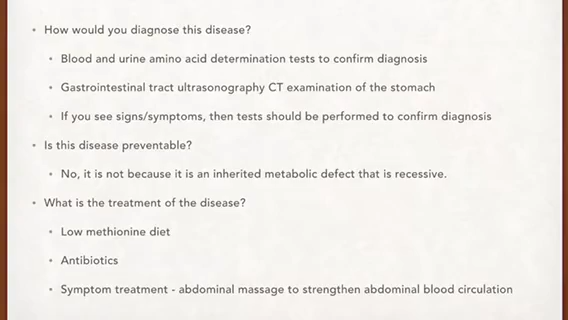 How would you diagnose this disease?
Blood and urine amino acid determination tests to confirm diagnosis
Gastrointestinal tract ultrasonography CT examination of the stomach
If you see signs/symptoms, then tests should be performed to confirm diagnosis
Is this disease preventable?
No, it is not because it is an inherited metabolic defect that is recessive.
What is the treatment of the disease?
Low methionine diet
Antibiotics
Symptom treatment - abdominal massage to strengthen abdominal blood circulation